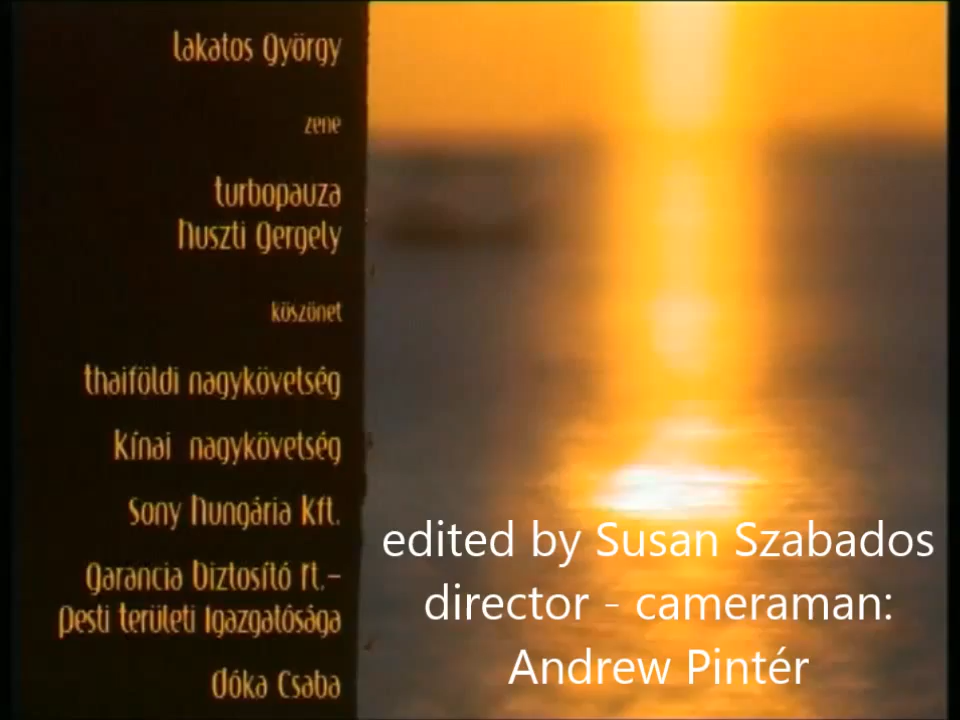 Lakatos György
zene
turbopauza
Huszti Gergely
köszönet
thaiföldi nagykövetség
Kínai nagykövetség
Sony Hungária Kft.
Garancia Biztosító Rt.–
Pesti Területi Igazgatósága
Dóka Csaba
edited by Susan Szabados
director - cameraman:
Andrew Pintér